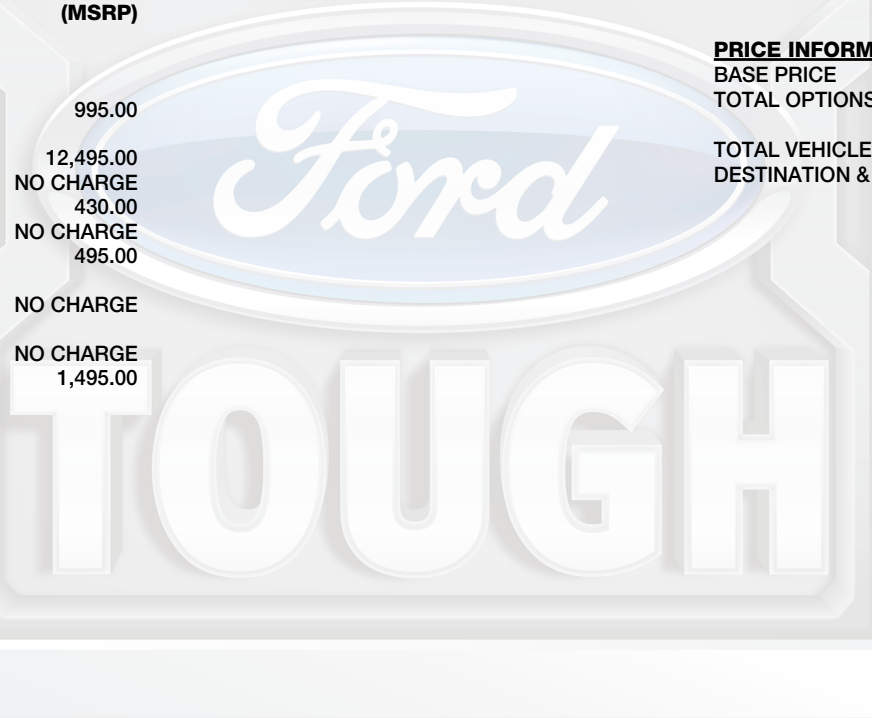 (MSRP)
995.00
12,495.00
NO CHARGE
430.00
NO CHARGE
495.00
NO CHARGE
NO CHARGE
1,495.00
PRICE INFORM
BASE PRICE
TOTAL OPTIONS
TOTAL VEHICLE
DESTINATION &
Ford
TOUGH